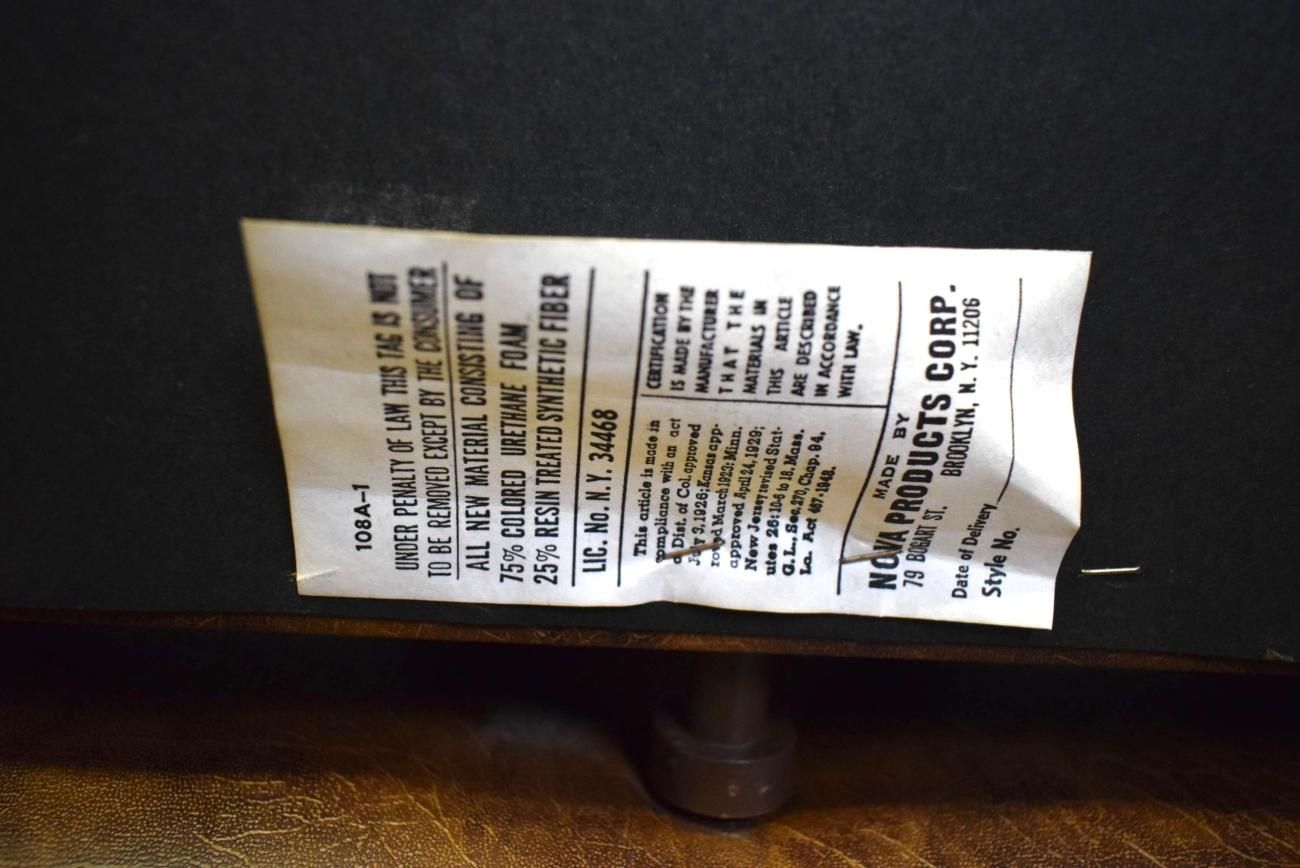 108A-1
UNDER PENALTY OF LAW THIS TAG IS NOT
TO BE REMOVED EXCEPT BY THE CONSUMER
ALL NEW MATERIAL CONSISTING OF
75% COLORED URETHANE FOAM
25% RESIN TREATED SYNTHETIC FIBER
LIC. No. N.Y. 34468
This article is made in
compliance with an act
of Dist. of Col. approved
July 3, 1926; Kansas app-
roved March 1923; Minn.
approved April 24, 1929;
New Jersey revised Stat-
utes 26: 10-6 to 18. Mass.
G. L., Sec. 270, Chap. 94,
La. Act 467-1948.
CERTIFICATION
IS MADE BY THE
MANUFACTURER
THAT THE
MATERIALS IN
THIS ARTICLE
ARE DESCRIBED
IN ACCORDANCE
WITH LAW.
MADE BY
NOVA PRODUCTS CORP.
79 BOGART ST. BROOKLYN, N. Y. 11206
Date of Delivery
Style No.